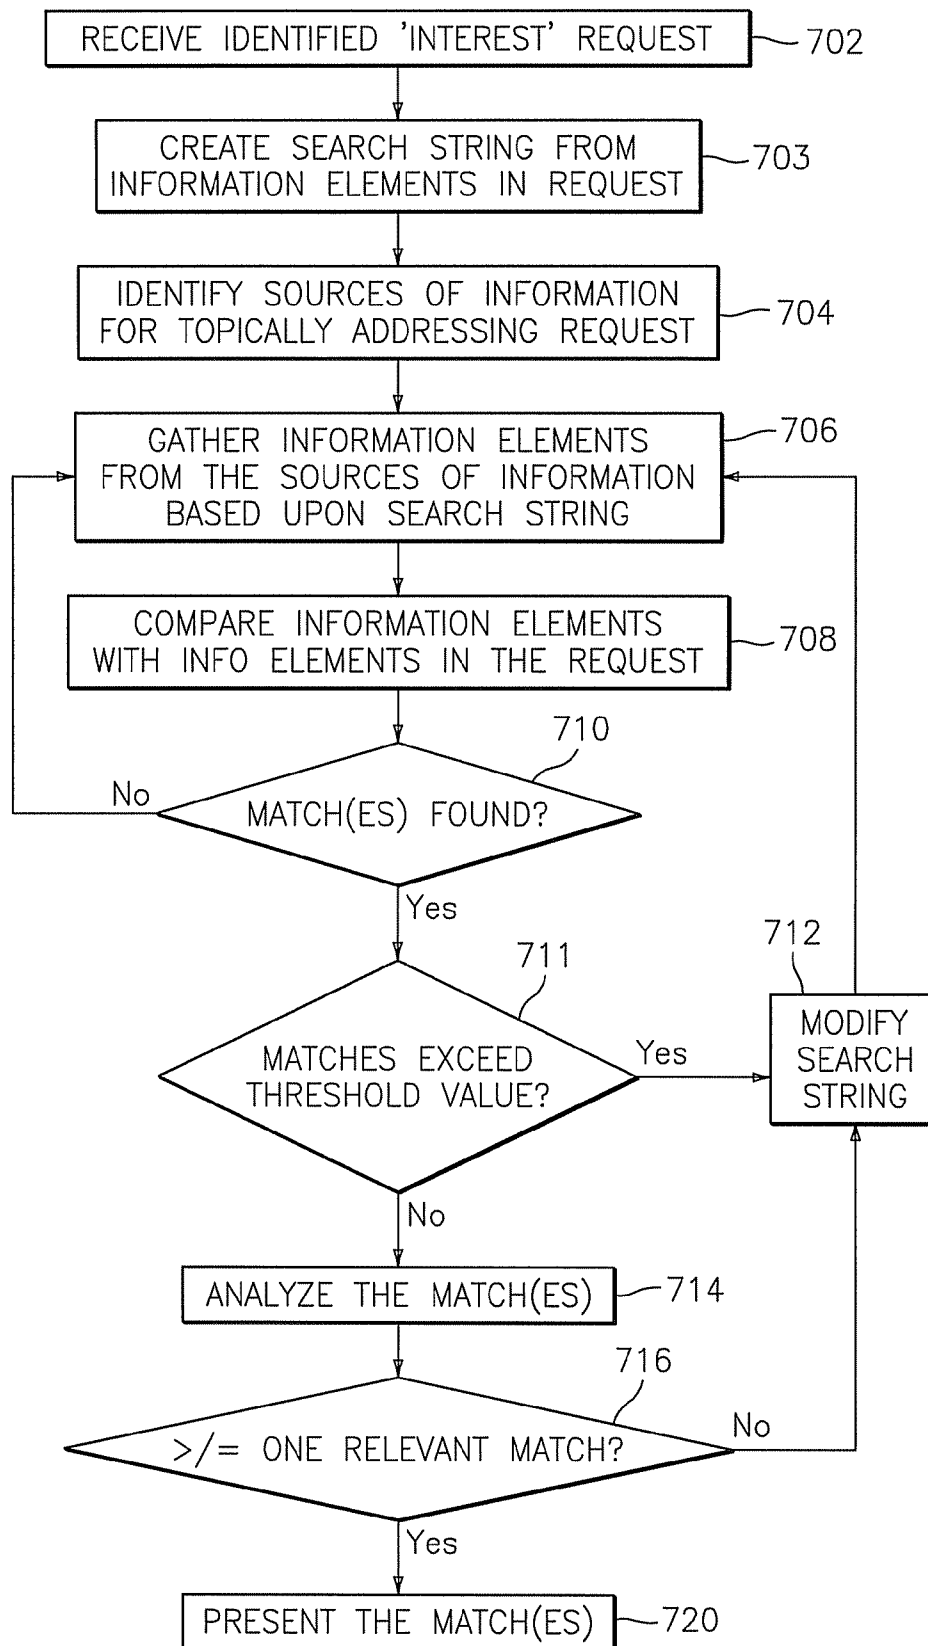 RECEIVE IDENTIFIED 'INTEREST' REQUEST
702
CREATE SEARCH STRING FROM
INFORMATION ELEMENTS IN REQUEST
703
IDENTIFY SOURCES OF INFORMATION
FOR TOPICALLY ADDRESSING REQUEST
704
GATHER INFORMATION ELEMENTS
FROM THE SOURCES OF INFORMATION
BASED UPON SEARCH STRING
706
COMPARE INFORMATION ELEMENTS
WITH INFO ELEMENTS IN THE REQUEST
708
710
No
MATCH(ES) FOUND?
Yes
711
MATCHES EXCEED
THRESHOLD VALUE?
Yes
712
MODIFY
SEARCH
STRING
No
ANALYZE THE MATCH(ES)
714
716
>/= ONE RELEVANT MATCH?
No
Yes
PRESENT THE MATCH(ES)
720